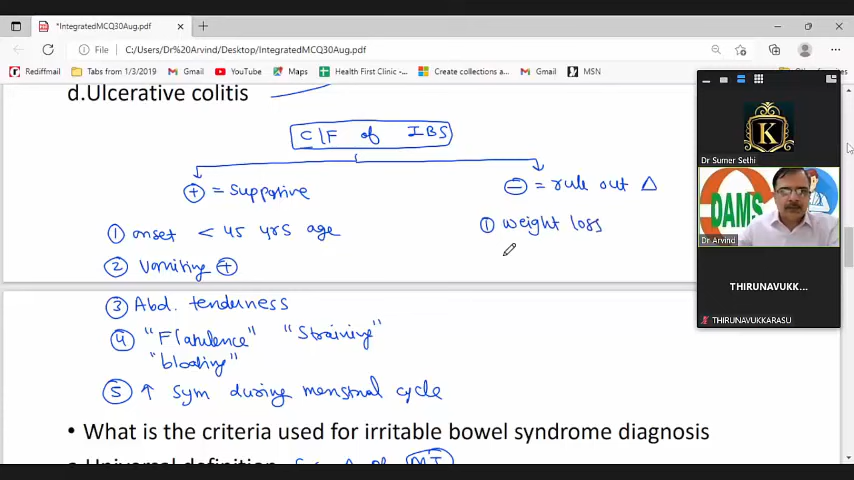 *IntegratedMCQ30Aug.pdf
File | C:/Users/Dr%20Arvind/Desktop/IntegratedMCQ30Aug.pdf
Rediffmail Tabs from 1/3/2019 Gmail YouTube Maps Health First Clinic -... Create collections a... Gmail MSN
d.Ulcerative colitis
C/F of IBS
+ = Supportive
- = rule out Δ
① onset < 45 yrs age
① weight loss
② Vomiting +
③ Abd. tenderness
④ "Flatulence" "Straining"
"bloating"
⑤ ↑ sym during menstrual cycle
• What is the criteria used for irritable bowel syndrome diagnosis
a.Universal definition
MI
K
Dr Sumer Sethi
DAMS
Dr Arvind
THIRUNAVUKK...
THIRUNAVUKKARASU